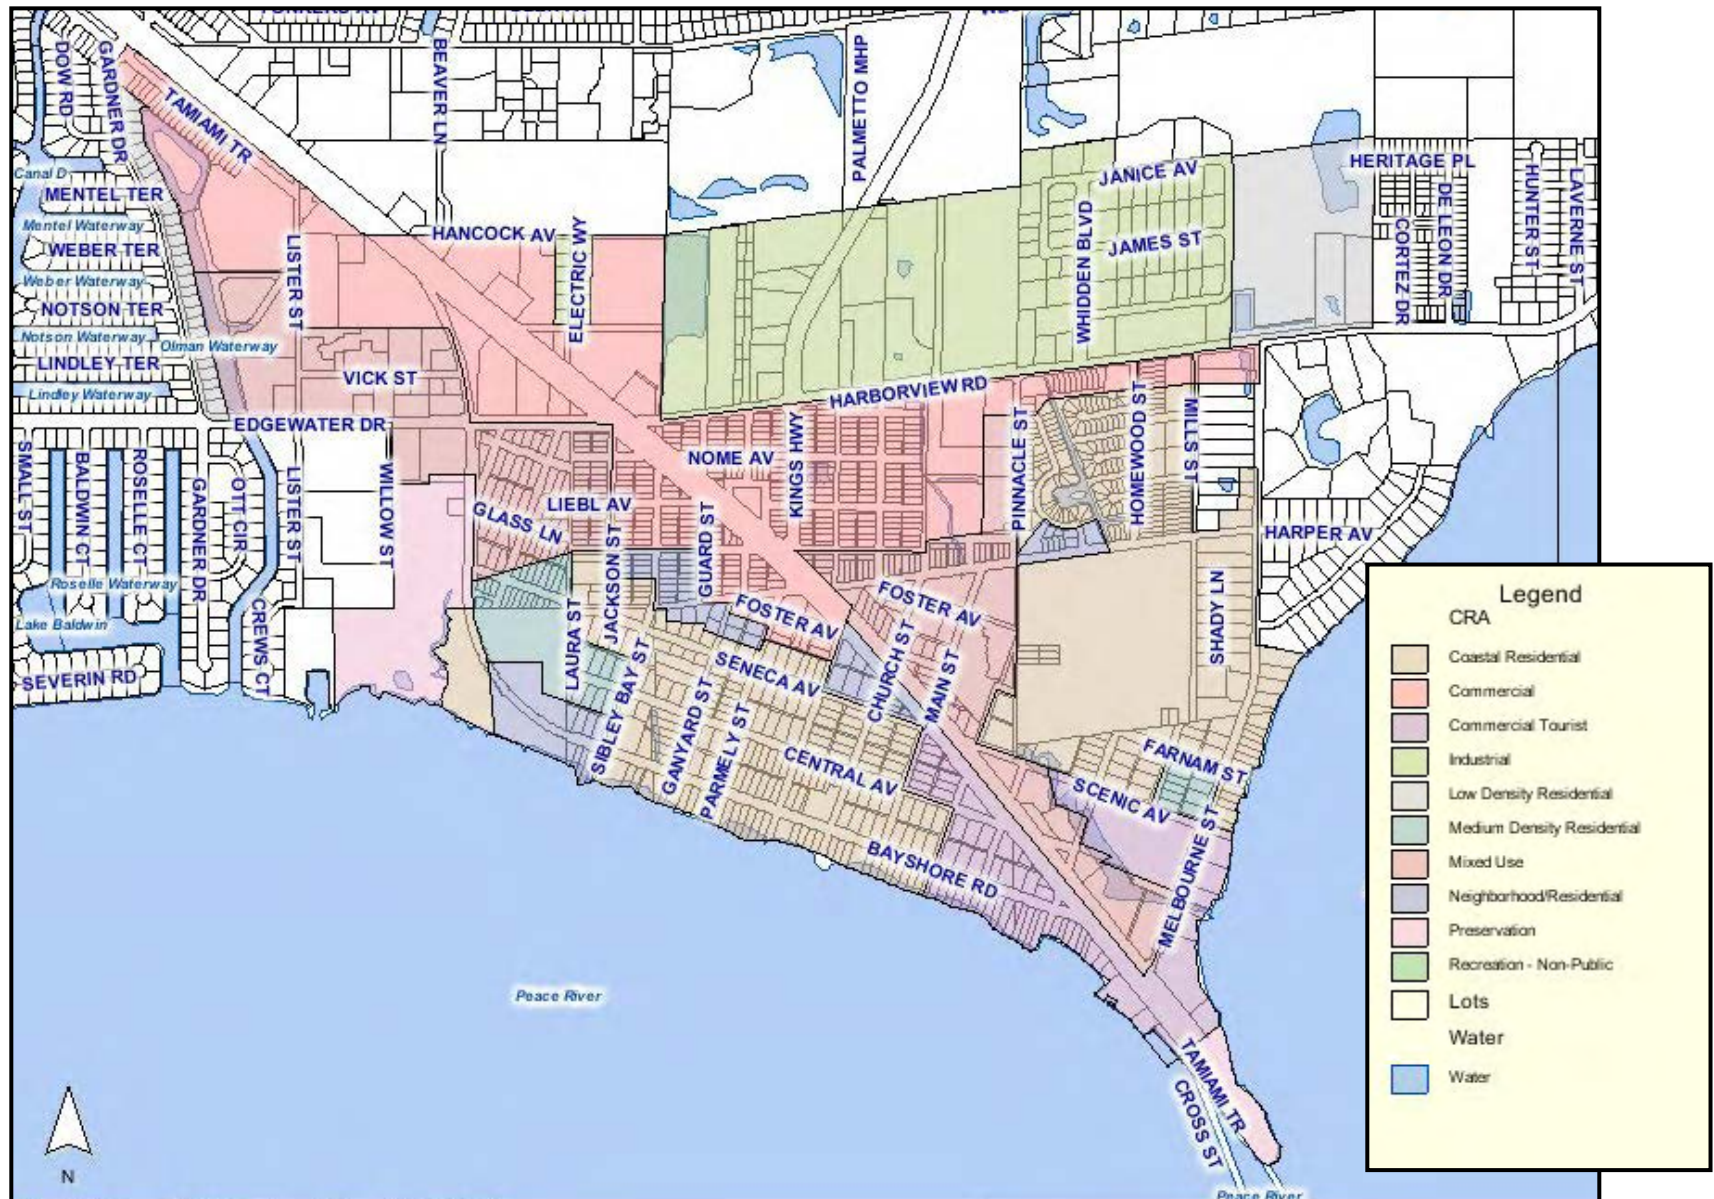 DOW RD
GARDNER DR
TAMIAMI TR
BEAVER LN
PALMETTO MHP
Canal D
MENTEL TER
Mentel Waterway
WEBER TER
Weber Waterway
NOTSON TER
Notson Waterway
Olman Waterway
LINDLEY TER
Lindley Waterway
LISTER ST
HANCOCK AV
ELECTRIC WY
VICK ST
EDGEWATER DR
JANICE AV
WHIDDEN BLVD
JAMES ST
HERITAGE PL
CORTEZ DR
DE LEON DR
HUNTER ST
LAVERNE ST
HARBORVIEW RD
NOME AV
KINGS HWY
PINNACLE ST
HOMEWOOD ST
MILLS ST
SMALL ST
BALDWIN CT
ROSELLE CT
GARDNER DR
OTT CIR
LISTER ST
WILLOW ST
GLASS LN
LIEBL AV
JACKSON ST
GUARD ST
HARPER AV
Roselle Waterway
Lake Baldwin
CREWS CT
SEVERIN RD
LAURA ST
FOSTER AV
FOSTER AV
SHADY LN
SIBLEY BAY ST
SENECA AV
CHURCH ST
MAIN ST
GANYARD ST
PARMELY ST
CENTRAL AV
FARNAM ST
SCENIC AV
MELBOURNE ST
BAYSHORE RD
Peace River
TAMIAMI TR
CROSS ST
Peace River
N
Legend
CRA
Coastal Residential
Commercial
Commercial Tourist
Industrial
Low Density Residential
Medium Density Residential
Mixed Use
Neighborhood/Residential
Preservation
Recreation - Non-Public
Lots
Water
Water